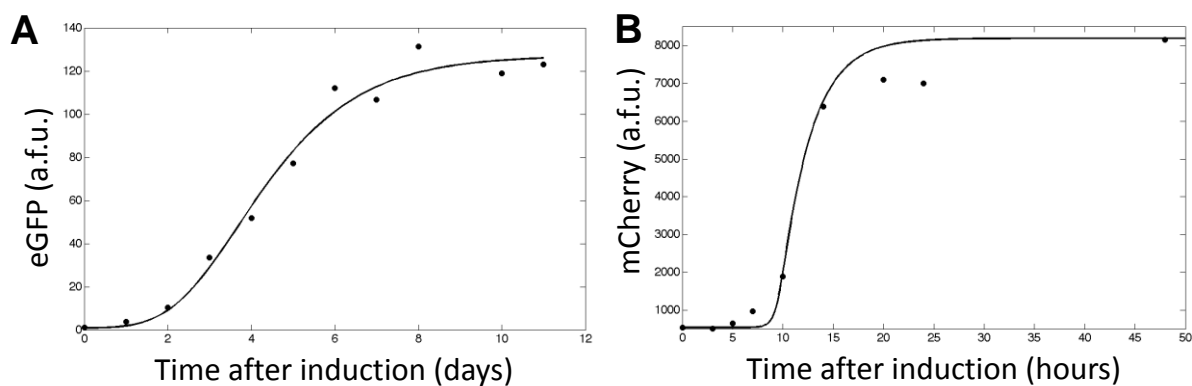 A
140
120
100
80
60
40
20
0
eGFP (a.f.u.)
0 2 4 6 8 10 12
Time after induction (days)
B
8000
7000
6000
5000
4000
3000
2000
1000
mCherry (a.f.u.)
0 5 10 15 20 25 30 35 40 45 50
Time after induction (hours)